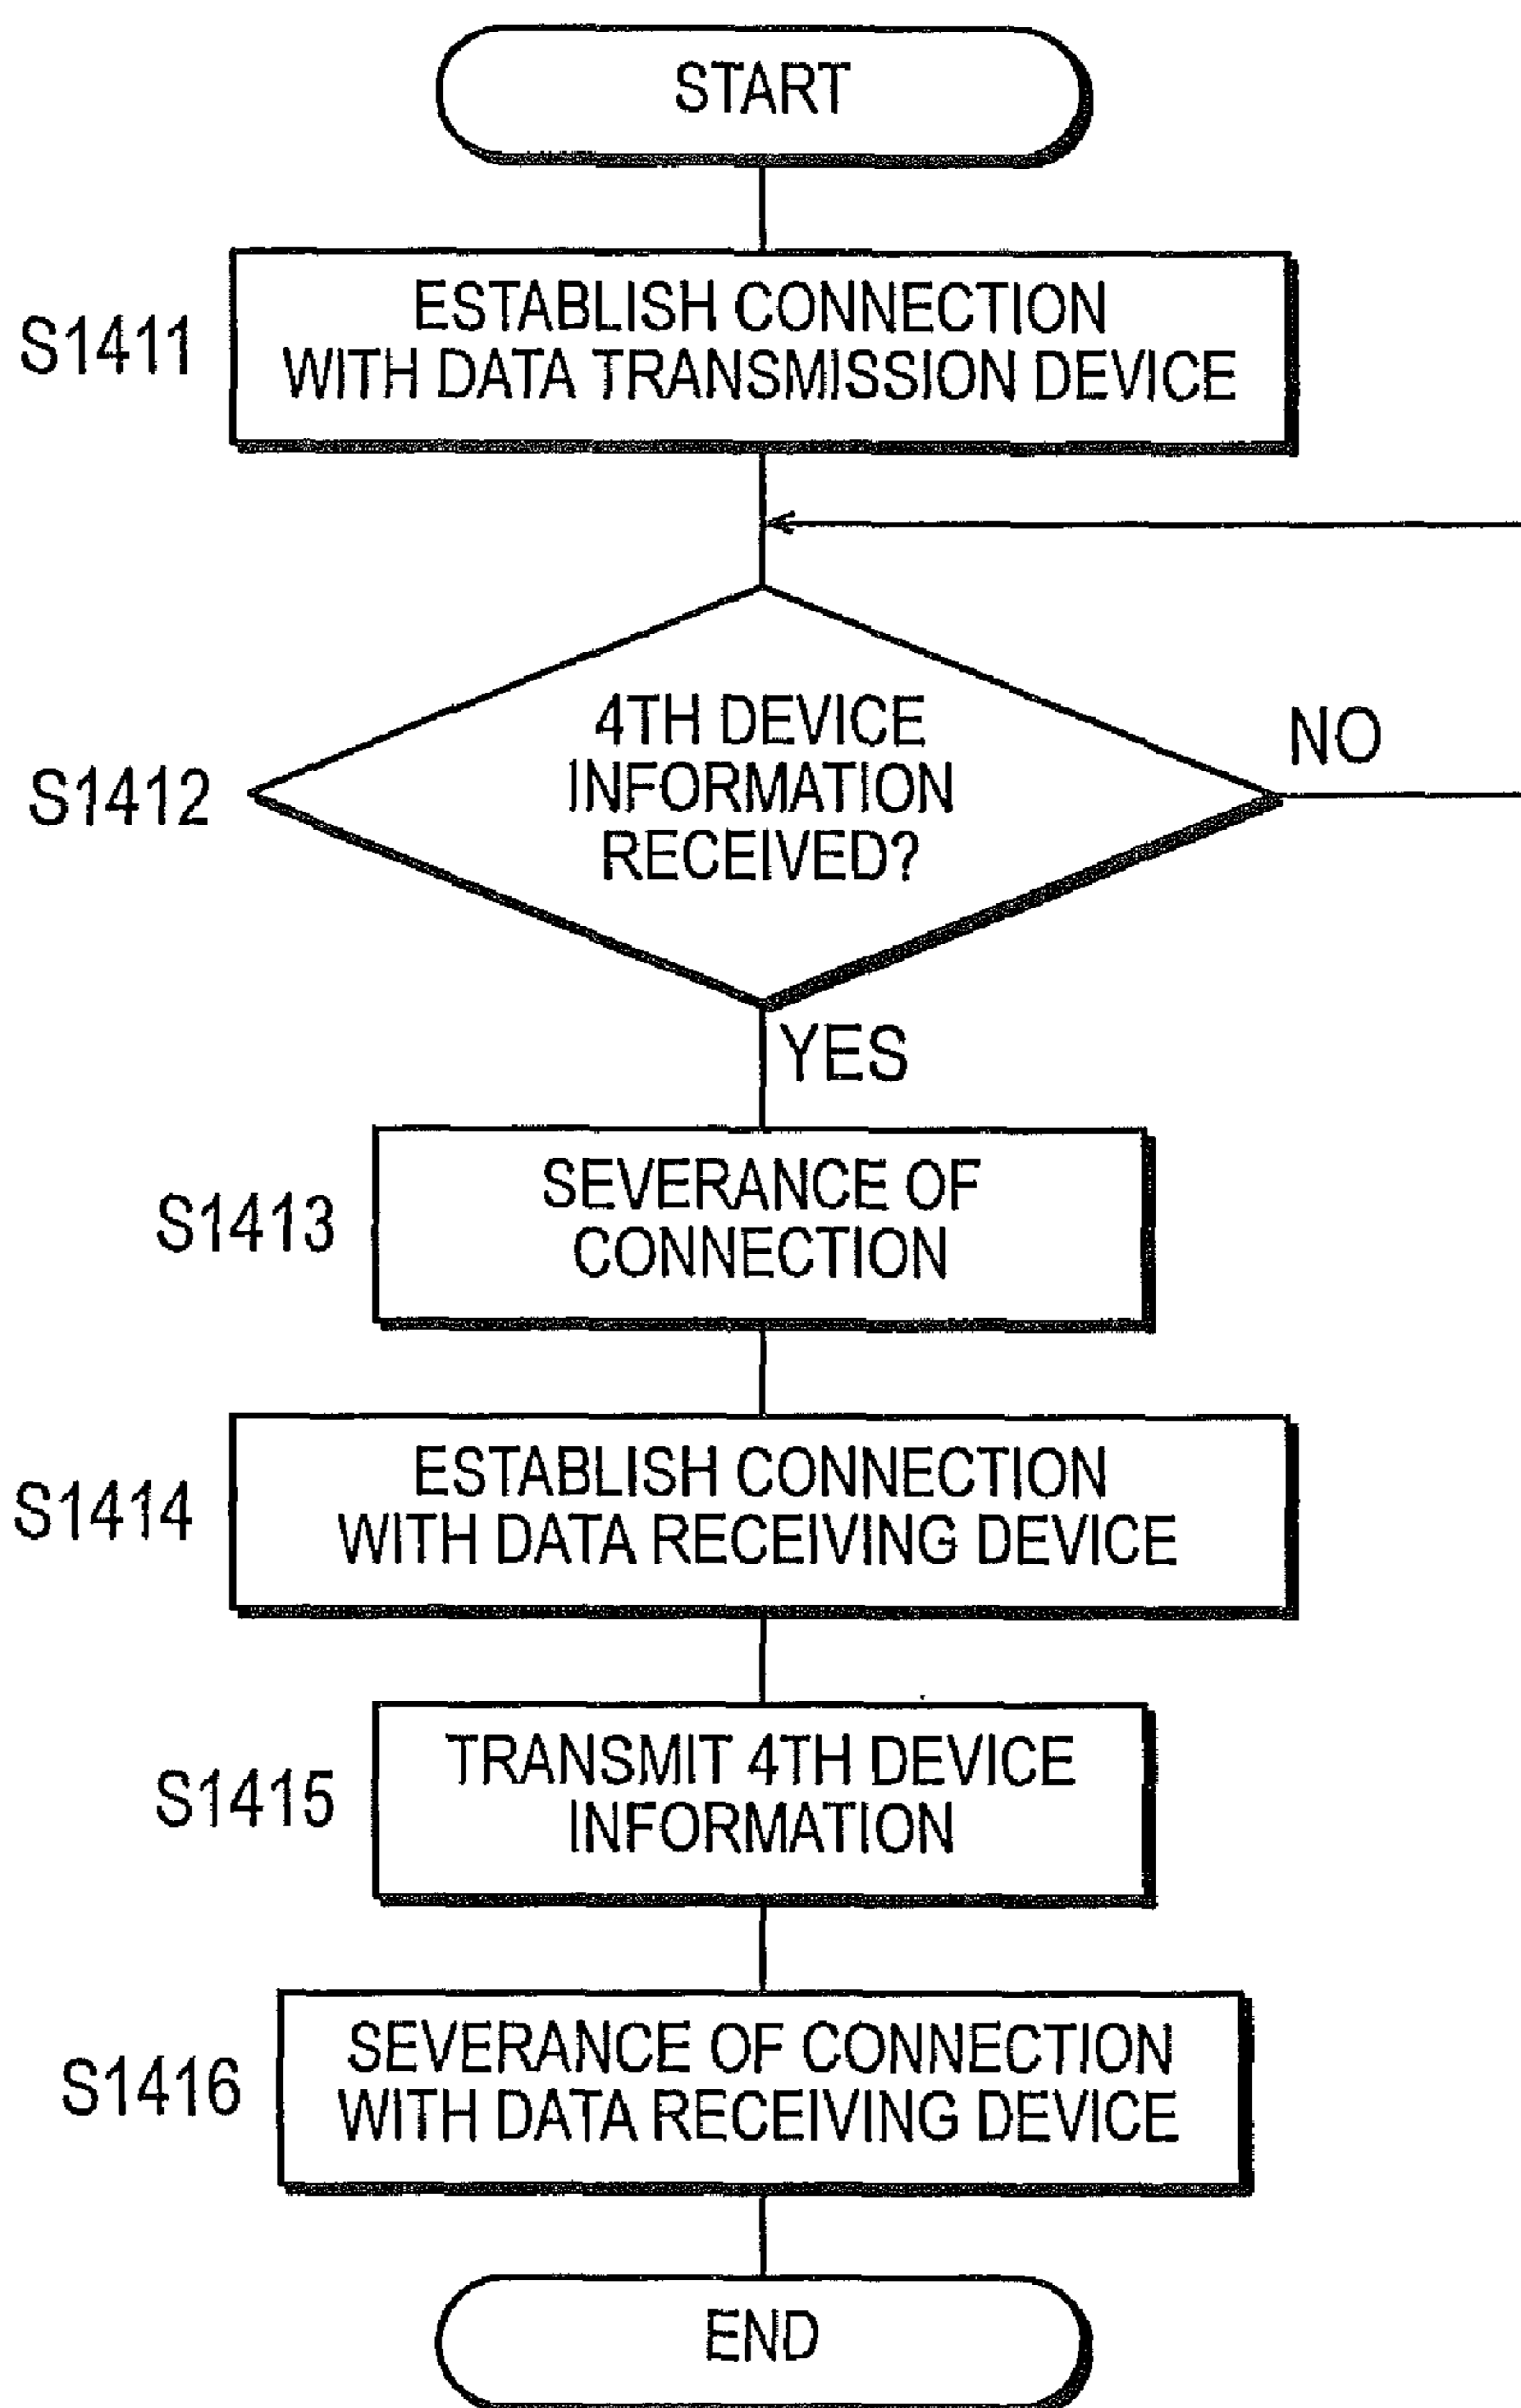 START
S1411
ESTABLISH CONNECTION
WITH DATA TRANSMISSION DEVICE
S1412
4TH DEVICE
INFORMATION
RECEIVED?
NO
YES
S1413
SEVERANCE OF
CONNECTION
S1414
ESTABLISH CONNECTION
WITH DATA RECEIVING DEVICE
S1415
TRANSMIT 4TH DEVICE
INFORMATION
S1416
SEVERANCE OF CONNECTION
WITH DATA RECEIVING DEVICE
END